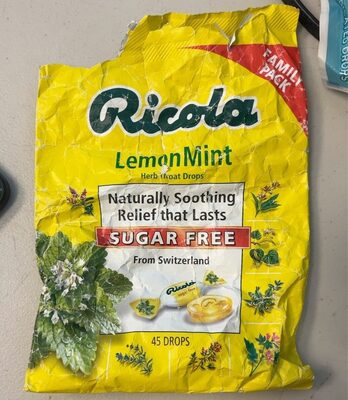 FAMILY
PACK
Ricola
LemonMint
Herb Throat Drops
Naturally Soothing
Relief that Lasts
SUGAR FREE
From Switzerland
Ricola
45 DROPS